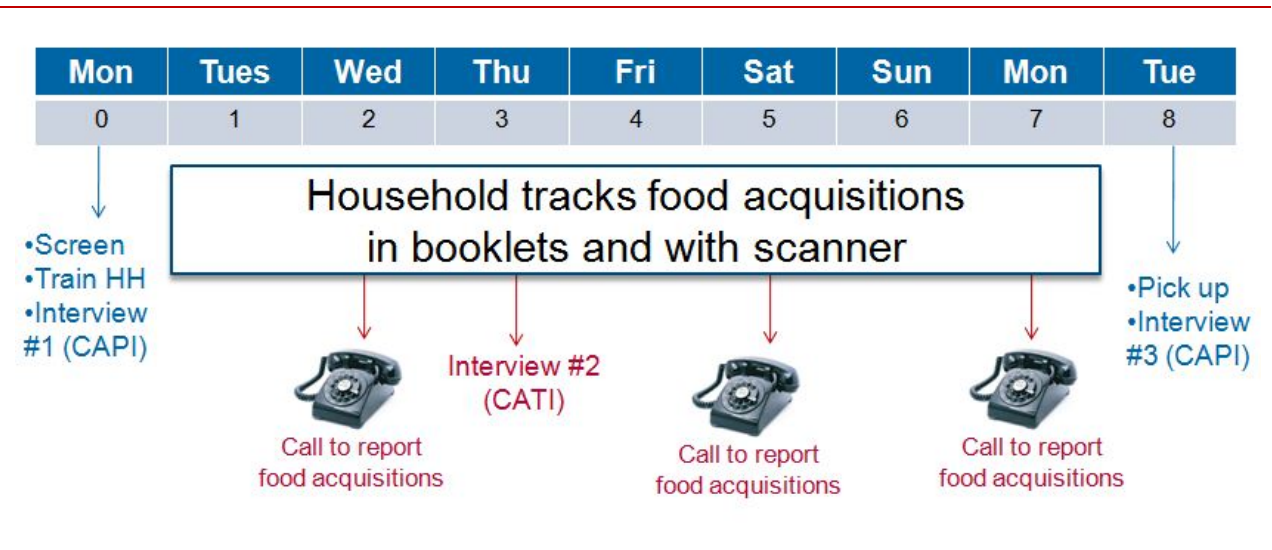 Mon Tues Wed Thu Fri Sat Sun Mon Tue
0 1 2 3 4 5 6 7 8
Household tracks food acquisitions
in booklets and with scanner
•Screen
•Train HH
•Interview
#1 (CAPI)
Call to report
food acquisitions
Interview #2
(CATI)
Call to report
food acquisitions
Call to report
food acquisitions
•Pick up
•Interview
#3 (CAPI)